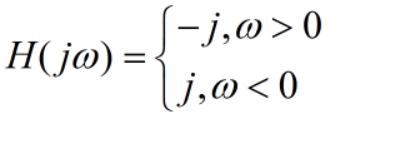 H(jω) = { -j, ω > 0
j, ω < 0